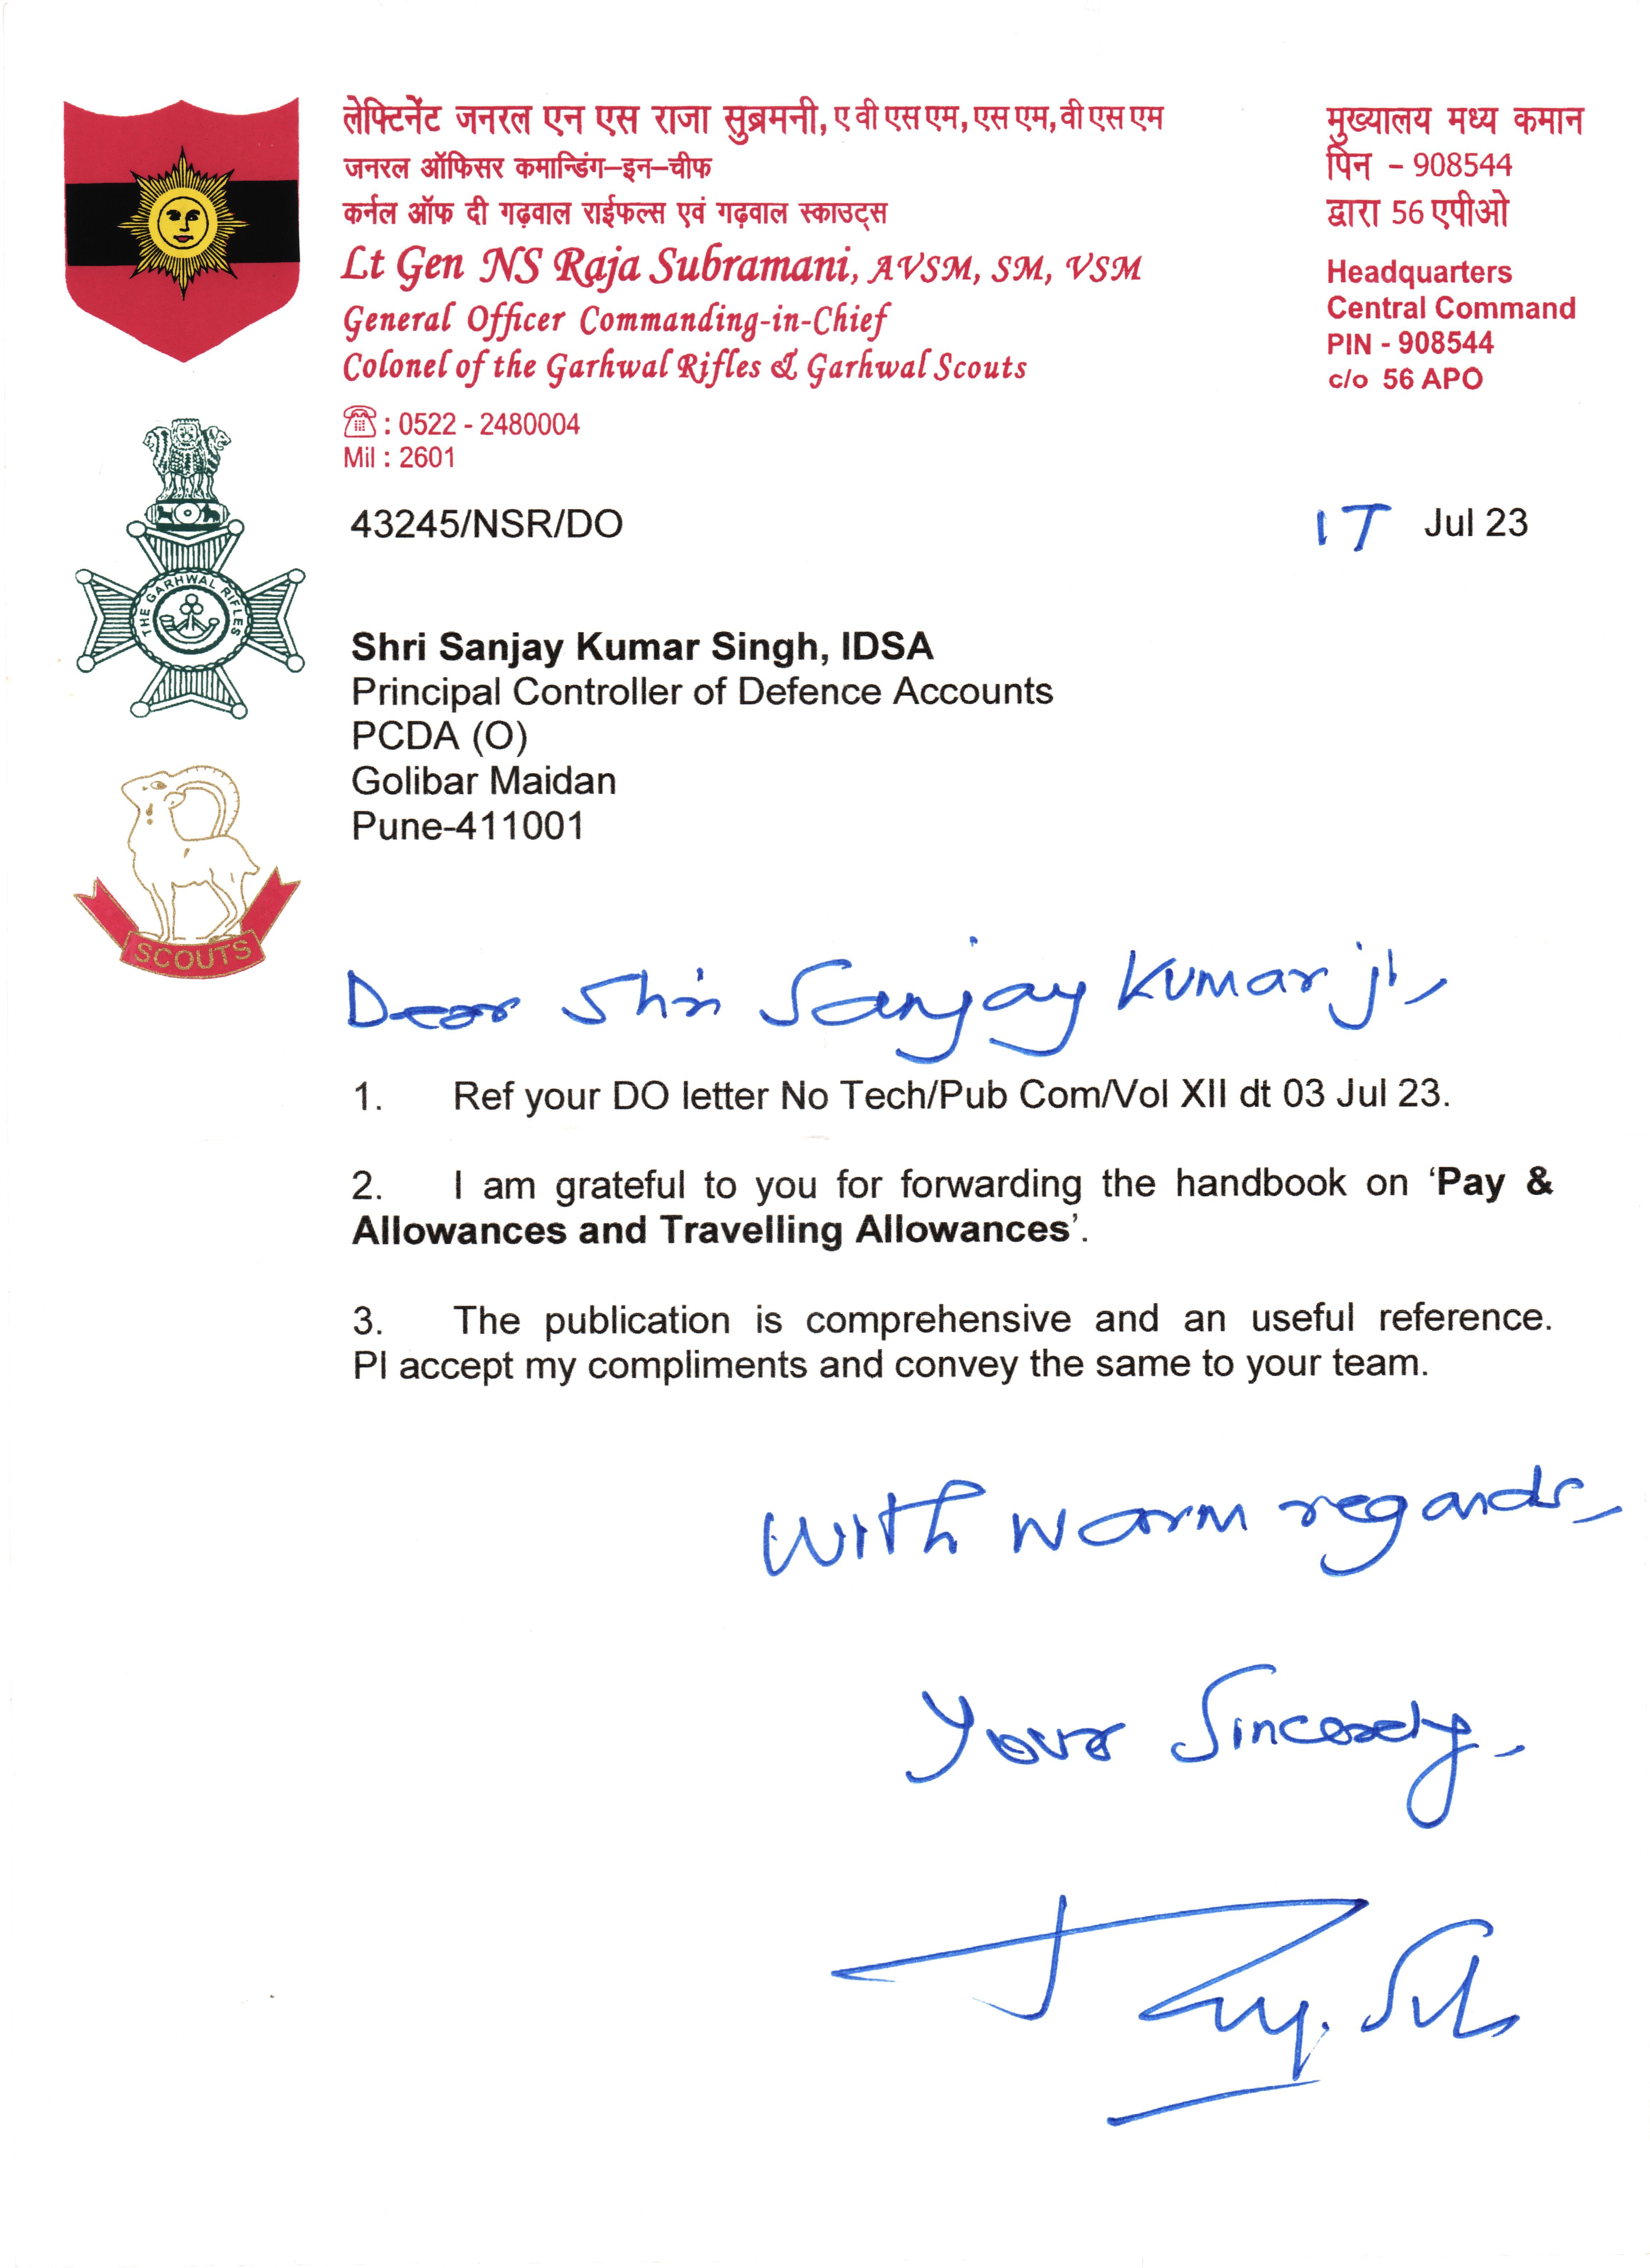 लेफ्टिनेंट जनरल एन एस राजा सुब्रमनी, ए वी एस एम, एस एम, वी एस एम
जनरल ऑफिसर कमान्डिंग–इन–चीफ
कर्नल ऑफ दी गढ़वाल राईफल्स एवं गढ़वाल स्काउट्स
Lt Gen NS Raja Subramani, AVSM, SM, VSM
General Officer Commanding-in-Chief
Colonel of the Garhwal Rifles & Garhwal Scouts
☎ : 0522 - 2480004
Mil : 2601
मुख्यालय मध्य कमान
पिन – 908544
द्वारा 56 एपीओ
Headquarters
Central Command
PIN - 908544
c/o 56 APO
THE GARHWAL RIFLES
SCOUTS
43245/NSR/DO
17 Jul 23
Shri Sanjay Kumar Singh, IDSA
Principal Controller of Defence Accounts
PCDA (O)
Golibar Maidan
Pune-411001
Dear Shri Sanjay Kumar ji,
1. Ref your DO letter No Tech/Pub Com/Vol XII dt 03 Jul 23.
2. I am grateful to you for forwarding the handbook on ‘Pay &
Allowances and Travelling Allowances’.
3. The publication is comprehensive and an useful reference.
Pl accept my compliments and convey the same to your team.
With warm regards,
Yours Sincerely,